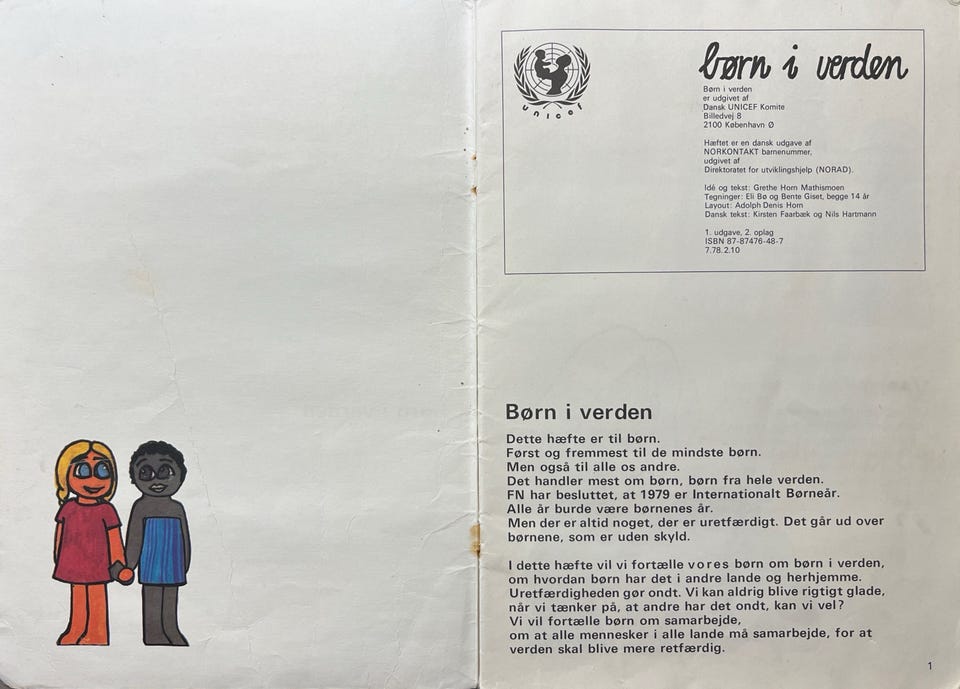 unicef
børn i verden
Børn i verden
er udgivet af
Dansk UNICEF Komite
Billedvej 8
2100 København Ø
Hæftet er en dansk udgave af
NORKONTAKT barnenummer,
udgivet af
Direktoratet for utviklingshjelp (NORAD).
Idé og tekst: Grethe Horn Mathismoen
Tegninger: Eli Bø og Bente Giset, begge 14 år
Layout: Adolph Denis Horn
Dansk tekst: Kirsten Faarbæk og Nils Hartmann
1. udgave, 2. oplag
ISBN 87-87476-48-7
7.78.2.10
Børn i verden
Dette hæfte er til børn.
Først og fremmest til de mindste børn.
Men også til alle os andre.
Det handler mest om børn, børn fra hele verden.
FN har besluttet, at 1979 er Internationalt Børneår.
Alle år burde være børnenes år.
Men der er altid noget, der er uretfærdigt. Det går ud over
børnene, som er uden skyld.
I dette hæfte vil vi fortælle vores børn om børn i verden,
om hvordan børn har det i andre lande og herhjemme.
Uretfærdigheden gør ondt. Vi kan aldrig blive rigtigt glade,
når vi tænker på, at andre har det ondt, kan vi vel?
Vi vil fortælle børn om samarbejde,
om at alle mennesker i alle lande må samarbejde, for at
verden skal blive mere retfærdig.
1